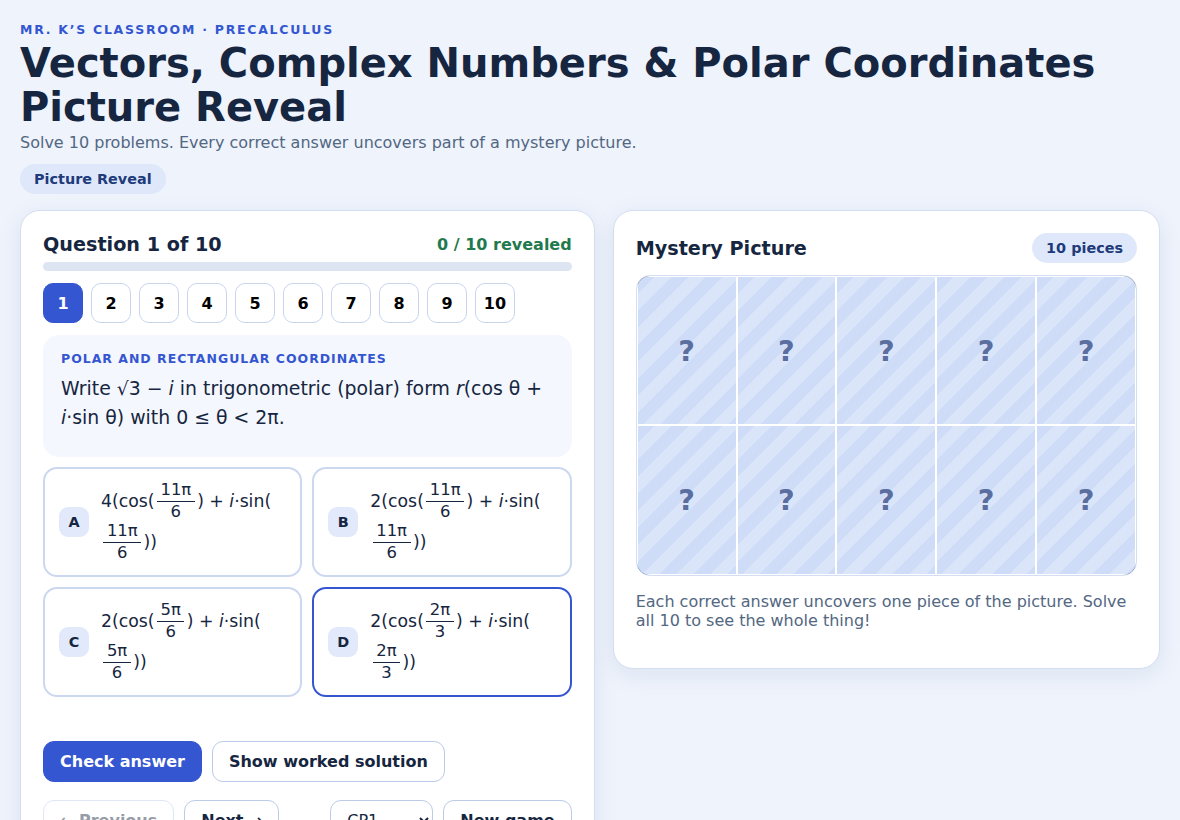 MR. K’S CLASSROOM · PRECALCULUS
Vectors, Complex Numbers & Polar Coordinates
Picture Reveal
Solve 10 problems. Every correct answer uncovers part of a mystery picture.
Picture Reveal
Question 1 of 10
0 / 10 revealed
1 2 3 4 5 6 7 8 9 10
POLAR AND RECTANGULAR COORDINATES
Write √3 − i in trigonometric (polar) form r(cos θ +
i·sin θ) with 0 ≤ θ < 2π.
A
4(cos(11π/6) + i·sin(
11π/6))
B
2(cos(11π/6) + i·sin(
11π/6))
C
2(cos(5π/6) + i·sin(
5π/6))
D
2(cos(2π/3) + i·sin(
2π/3))
Check answer
Show worked solution
← Previous
Next →
CP1
New game
Mystery Picture
10 pieces
? ? ? ? ?
? ? ? ? ?
Each correct answer uncovers one piece of the picture. Solve
all 10 to see the whole thing!